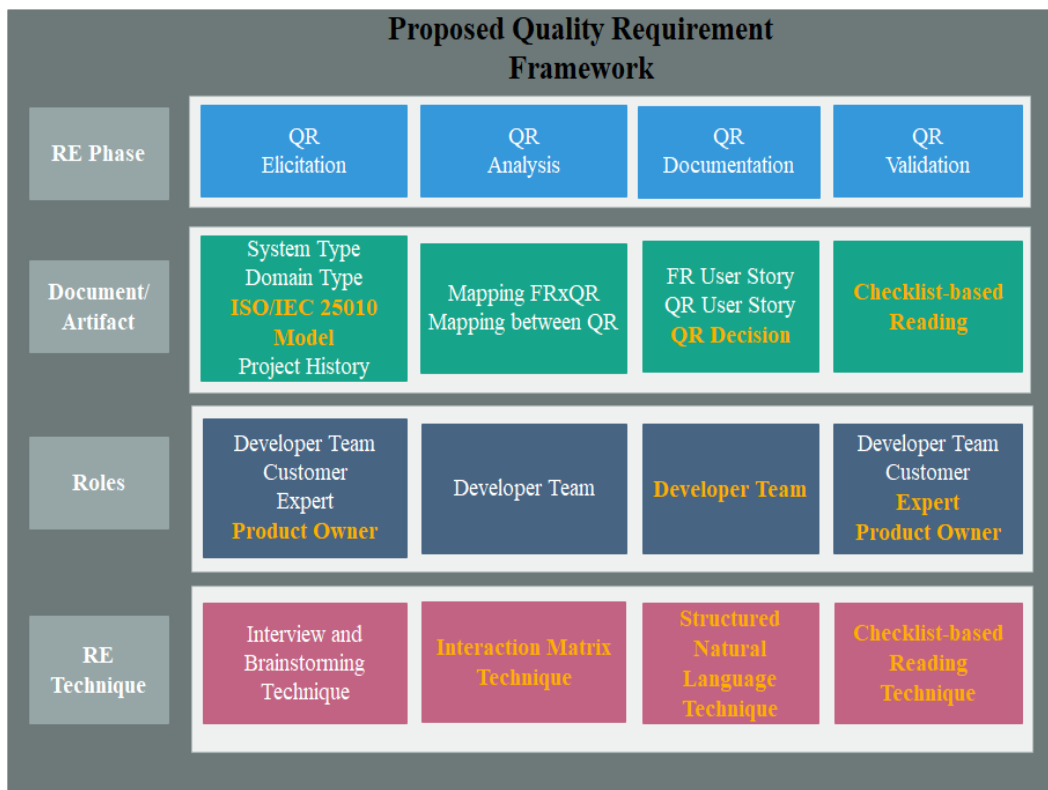 Proposed Quality Requirement
Framework
RE Phase
QR
Elicitation
QR
Analysis
QR
Documentation
QR
Validation
Document/
Artifact
System Type
Domain Type
ISO/IEC 25010
Model
Project History
Mapping FRxQR
Mapping between QR
FR User Story
QR User Story
QR Decision
Checklist-based
Reading
Roles
Developer Team
Customer
Expert
Product Owner
Developer Team
Developer Team
Developer Team
Customer
Expert
Product Owner
RE
Technique
Interview and
Brainstorming
Technique
Interaction Matrix
Technique
Structured
Natural
Language
Technique
Checklist-based
Reading
Technique